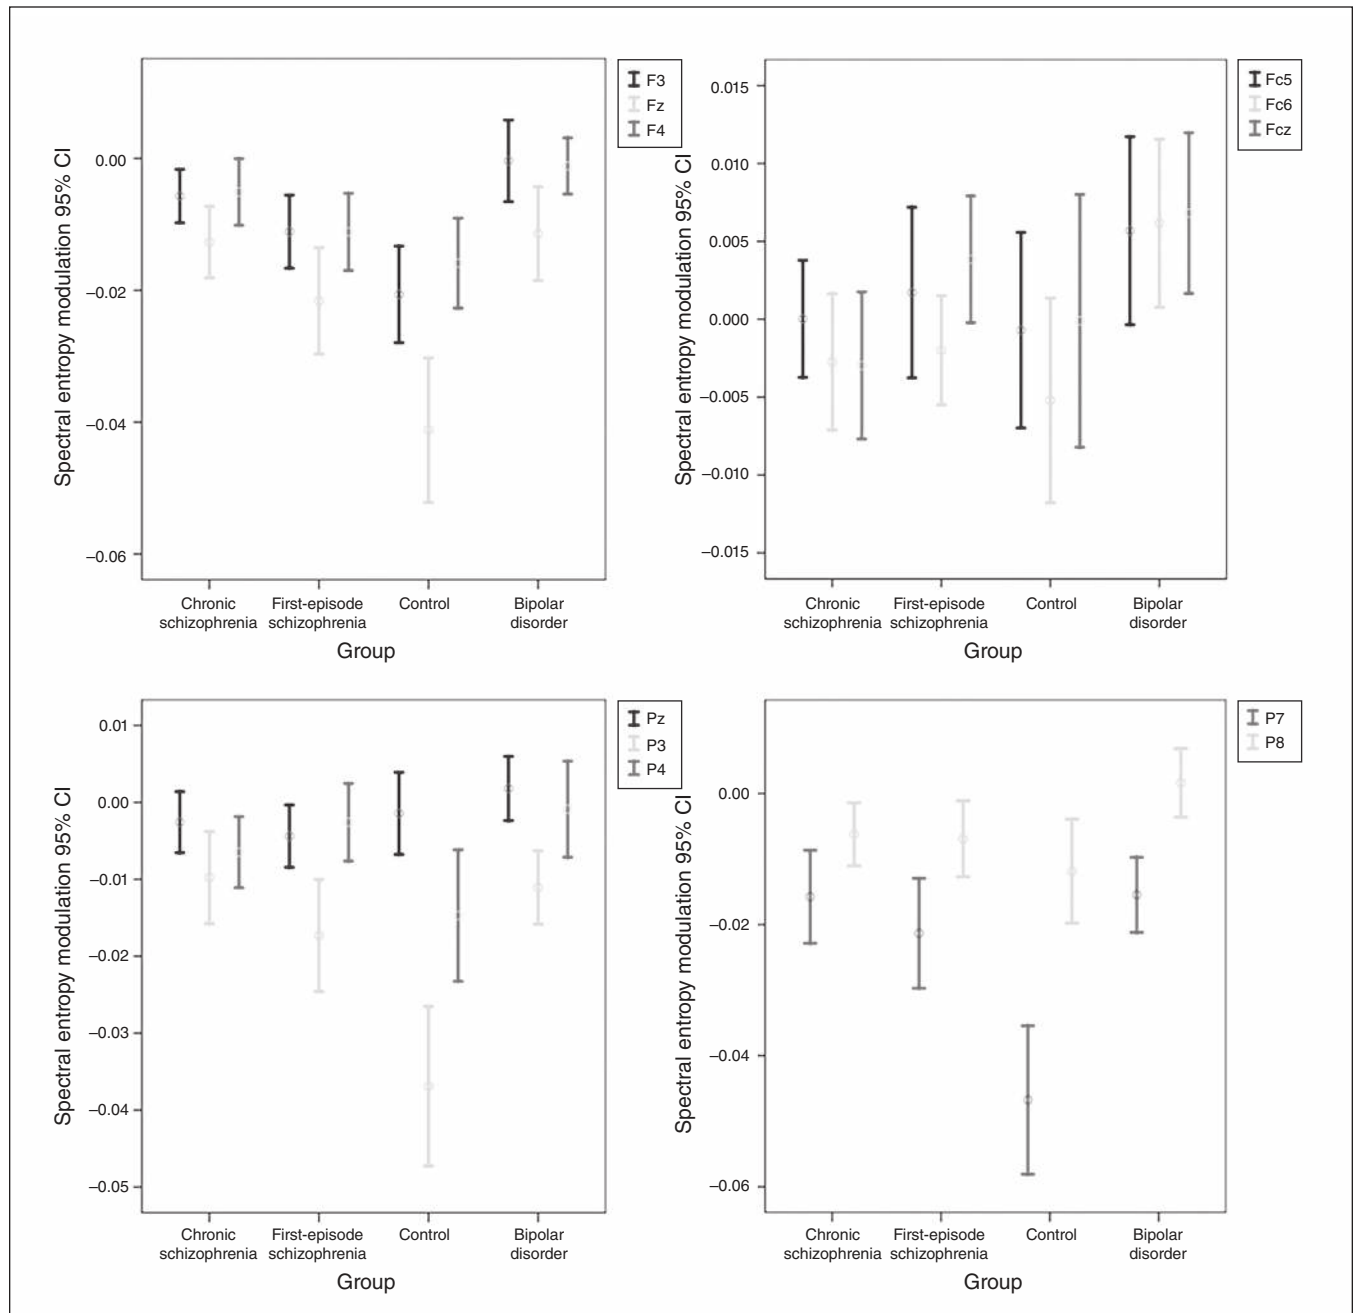 Spectral entropy modulation 95% CI
0.00
–0.02
–0.04
–0.06
Chronic schizophrenia
First-episode schizophrenia
Control
Bipolar disorder
Group
F3
Fz
F4
Spectral entropy modulation 95% CI
0.015
0.010
0.005
0.000
–0.005
–0.010
–0.015
Chronic schizophrenia
First-episode schizophrenia
Control
Bipolar disorder
Group
Fc5
Fc6
Fcz
Spectral entropy modulation 95% CI
0.01
0.00
–0.01
–0.02
–0.03
–0.04
–0.05
Chronic schizophrenia
First-episode schizophrenia
Control
Bipolar disorder
Group
Pz
P3
P4
Spectral entropy modulation 95% CI
0.00
–0.02
–0.04
–0.06
Chronic schizophrenia
First-episode schizophrenia
Control
Bipolar disorder
Group
P7
P8